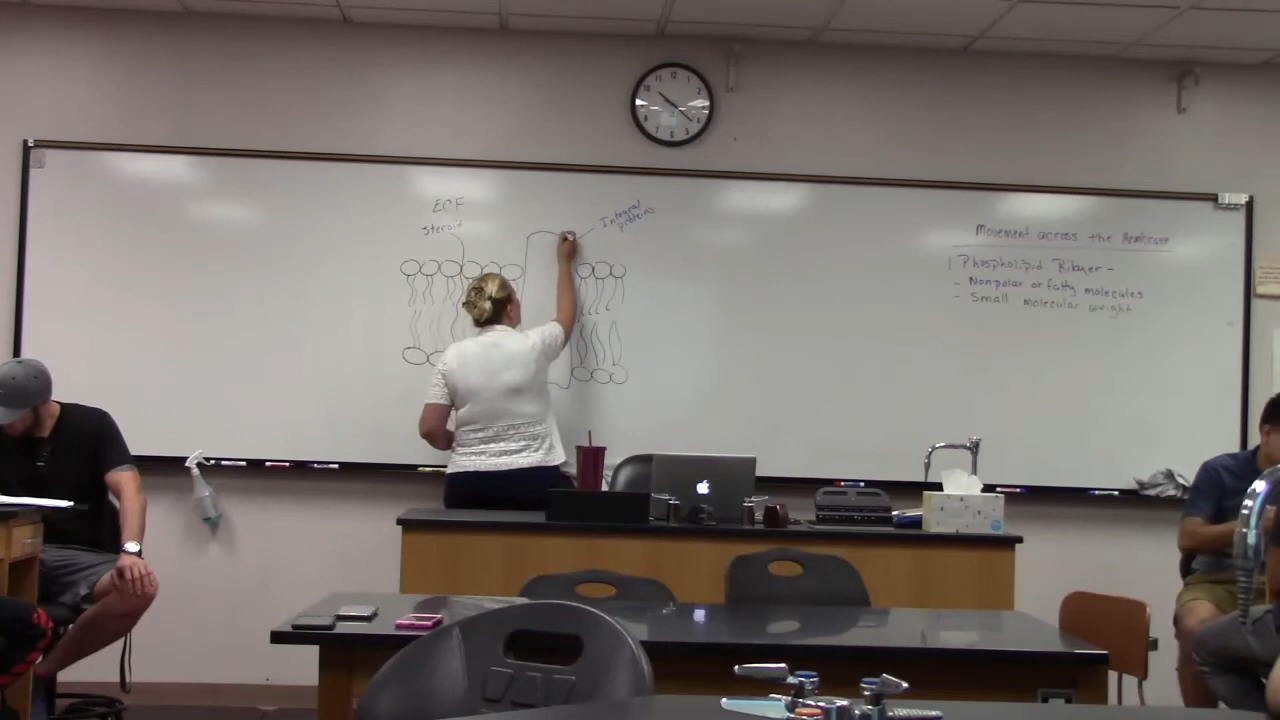 ECF
Steroid
Integral
proteins
Movement across the Membrane
1 Phospholipid Bilayer -
- Nonpolar or fatty molecules
- Small molecular weight